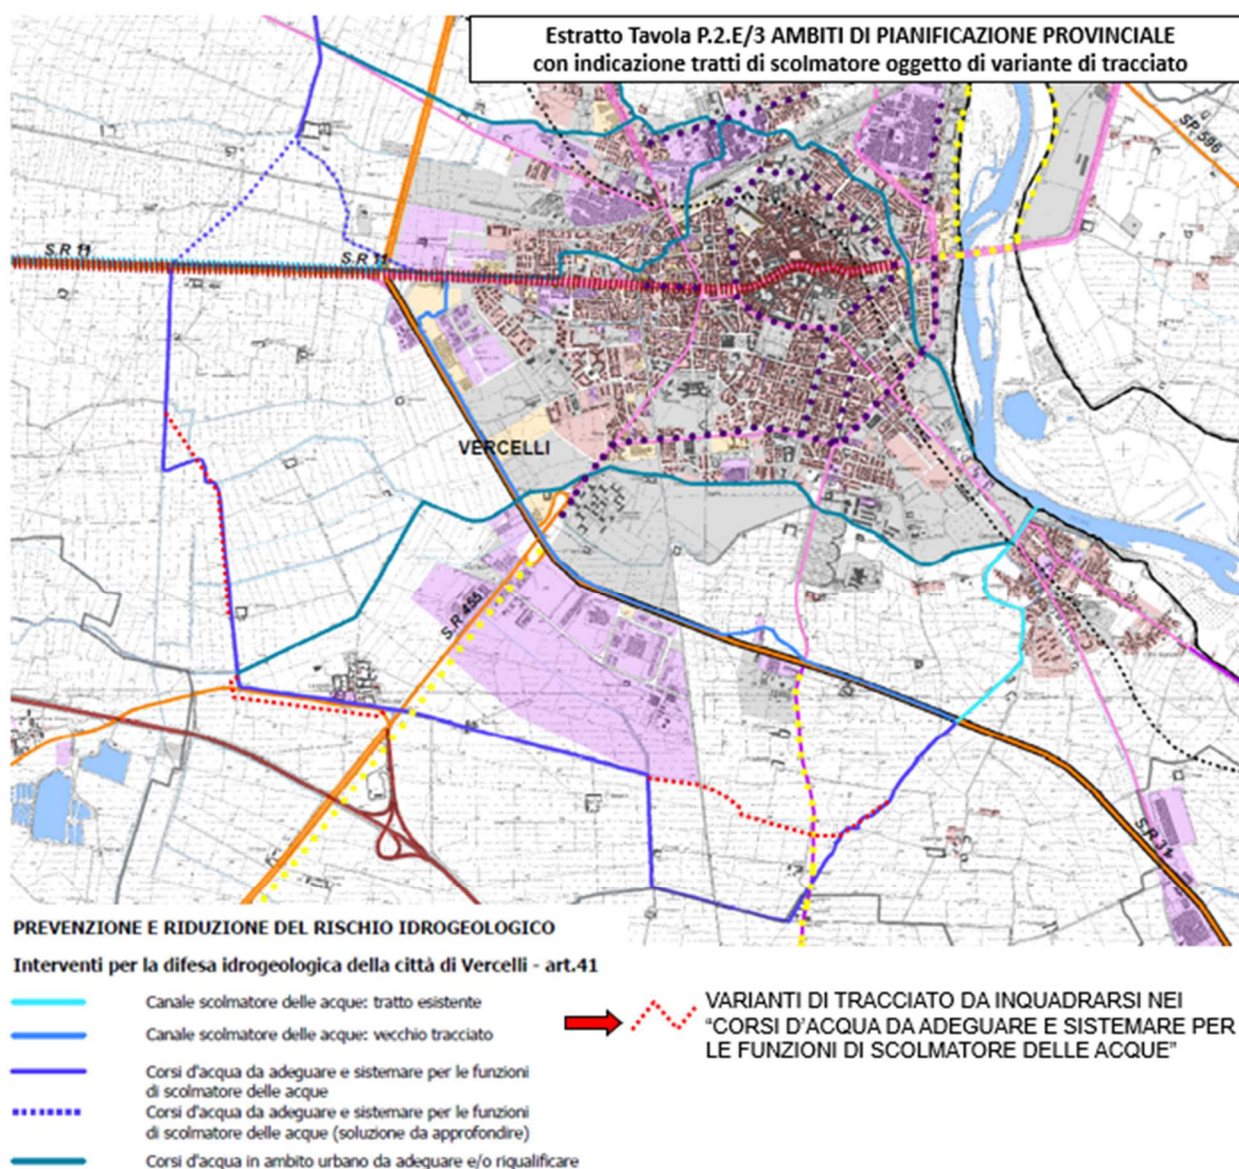 Estratto Tavola P.2.E/3 AMBITI DI PIANIFICAZIONE PROVINCIALE
con indicazione tratti di scolmatore oggetto di variante di tracciato
SP 596
S.R 11
S.R 11
VERCELLI
S.R 455
S.R 31
PREVENZIONE E RIDUZIONE DEL RISCHIO IDROGEOLOGICO
Interventi per la difesa idrogeologica della città di Vercelli - art.41
Canale scolmatore delle acque: tratto esistente
Canale scolmatore delle acque: vecchio tracciato
Corsi d'acqua da adeguare e sistemare per le funzioni
di scolmatore delle acque
Corsi d'acqua da adeguare e sistemare per le funzioni
di scolmatore delle acque (soluzione da approfondire)
Corsi d'acqua in ambito urbano da adeguare e/o riqualificare
VARIANTI DI TRACCIATO DA INQUADRARSI NEI
“CORSI D’ACQUA DA ADEGUARE E SISTEMARE PER
LE FUNZIONI DI SCOLMATORE DELLE ACQUE”